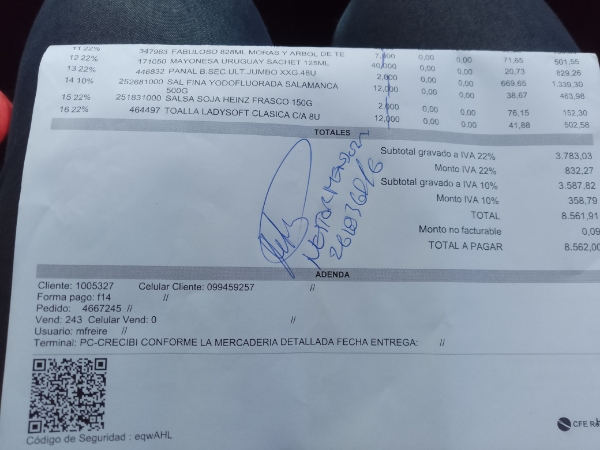 11 22% 347983 FABULOSO 828ML MORAS Y ARBOL DE TE 7,000 0,00 0,00 71,65 501,55
12 22% 171050 MAYONESA URUGUAY SACHET 125ML 40,000 0,00 0,00 20,73 829,26
13 22% 446832 PAÑAL B.SEC ULT.JUMBO XXG 48U 2,000 0,00 0,00 669,65 1.339,30
14 10% 252681000 SAL FINA YODOFLUORADA SALAMANCA 500G 12,000 0,00 0,00 38,67 463,98
15 22% 251831000 SALSA SOJA HEINZ FRASCO 150G 2,000 0,00 0,00 76,15 152,30
16 22% 464497 TOALLA LADYSOFT CLASICA C/A 8U 12,000 0,00 0,00 41,88 502,58
TOTALES
Subtotal gravado a IVA 22% 3.783,03
Monto IVA 22% 832,27
Subtotal gravado a IVA 10% 3.587,82
Monto IVA 10% 358,79
TOTAL 8.561,91
Monto no facturable 0,09
TOTAL A PAGAR 8.562,00
ADENDA
Cliente: 1005327 Celular Cliente: 099459257 //
Forma pago: f14 //
Pedido: 4667245 //
Vend: 243 Celular Vend: 0 //
Usuario: mfreire //
Terminal: PC-CRECIBI CONFORME LA MERCADERIA DETALLADA FECHA ENTREGA: //
Código de Seguridad : eqwAHL
CFE